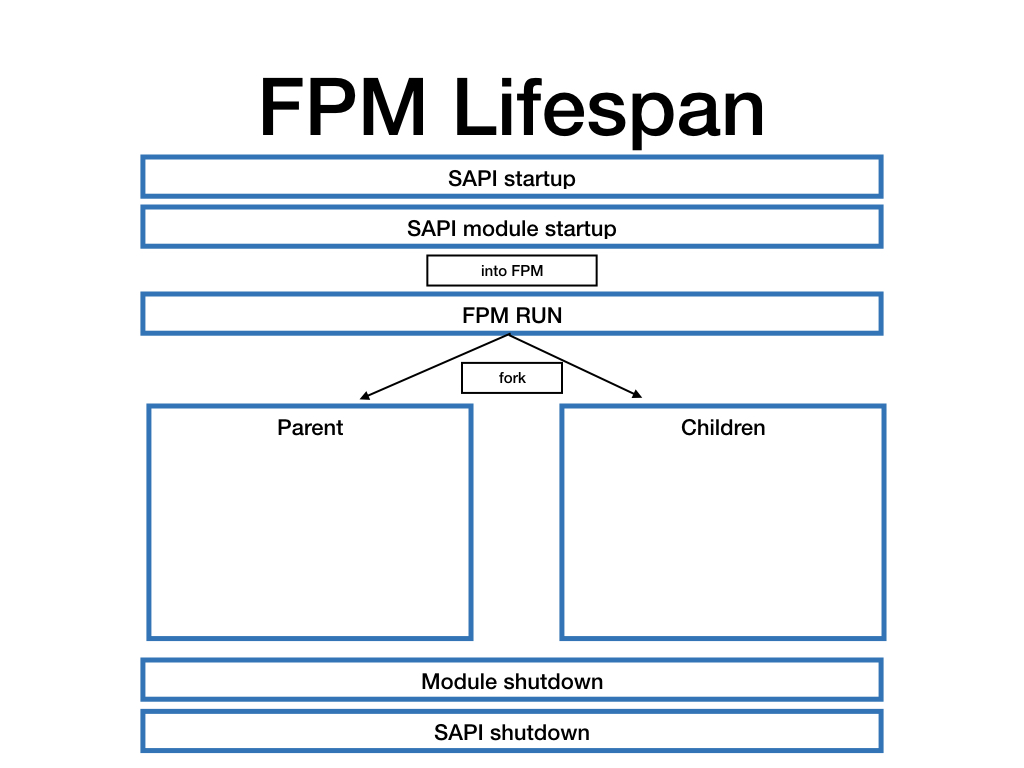 FPM Lifespan
SAPI startup
SAPI module startup
into FPM
FPM RUN
fork
Parent
Children
Module shutdown
SAPI shutdown